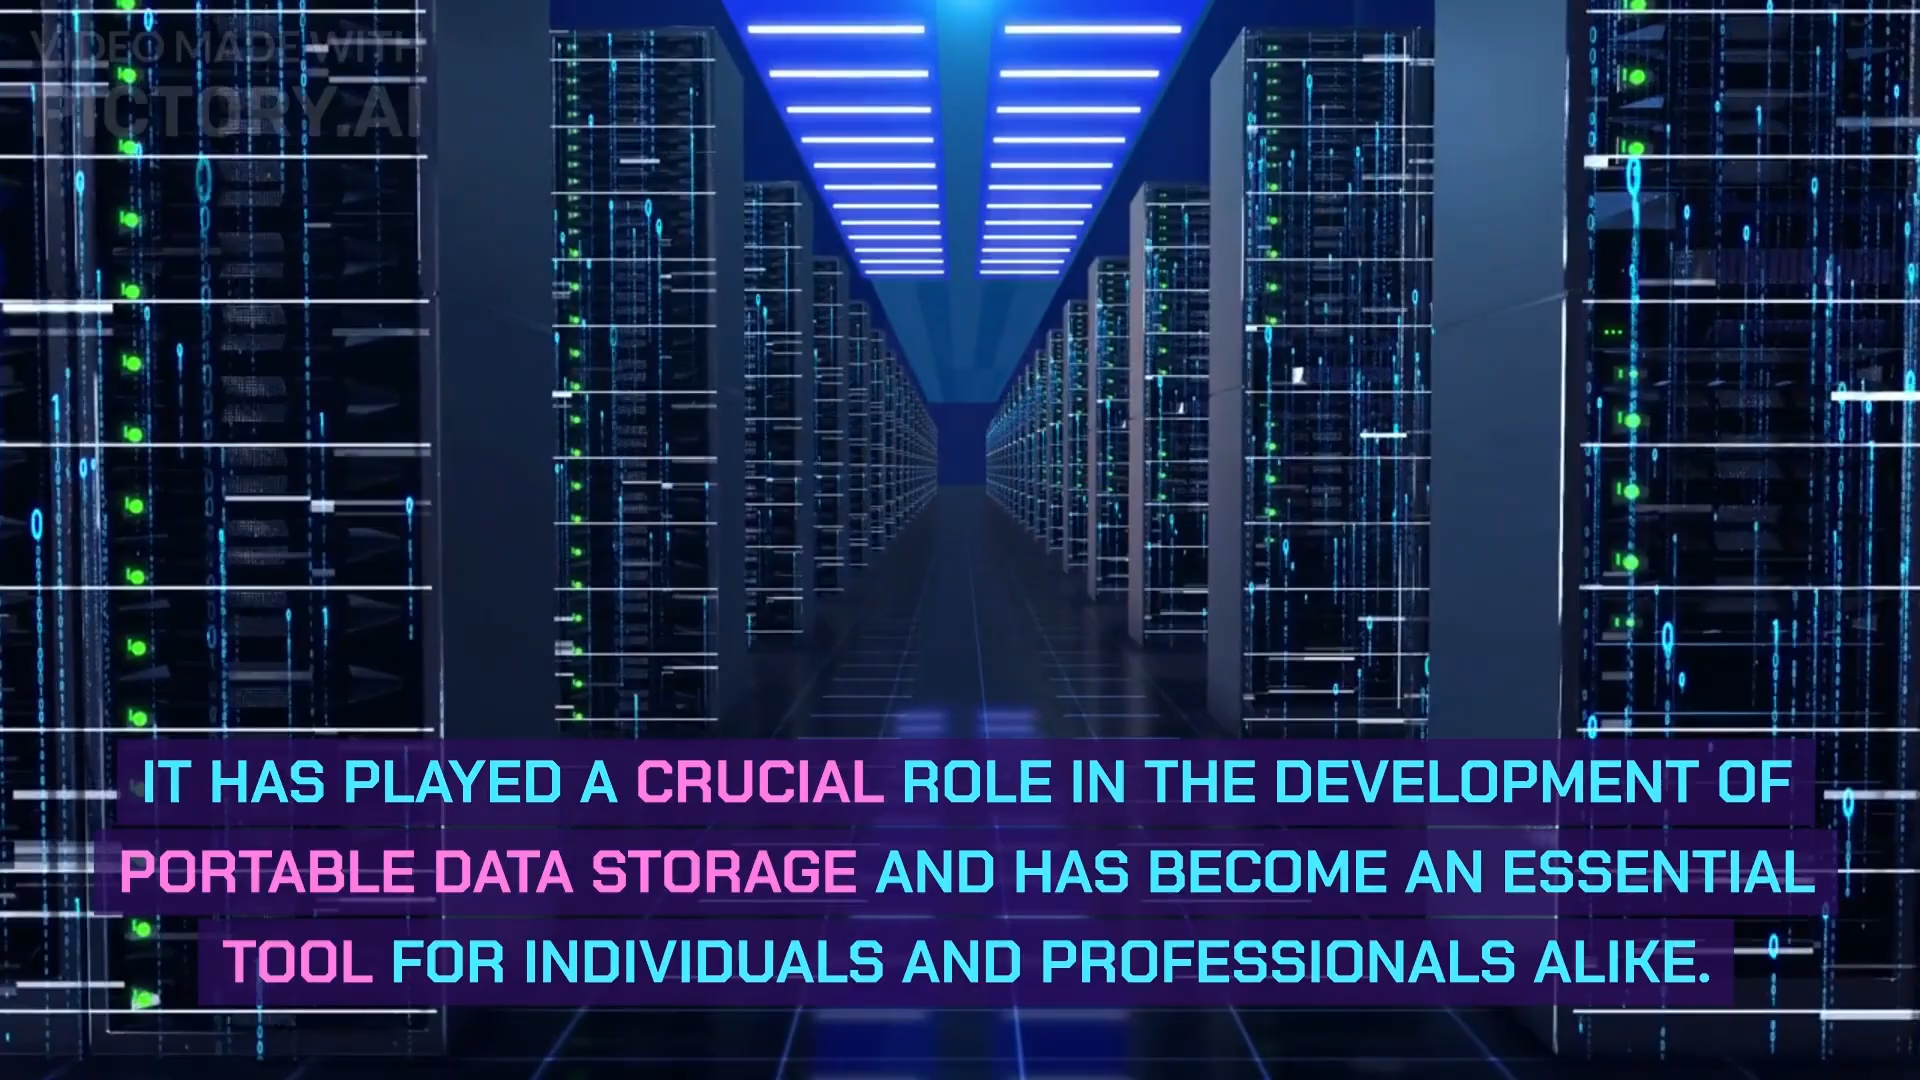 VIDEO MADE WITH
PICTORY.AI
IT HAS PLAYED A CRUCIAL ROLE IN THE DEVELOPMENT OF
PORTABLE DATA STORAGE AND HAS BECOME AN ESSENTIAL
TOOL FOR INDIVIDUALS AND PROFESSIONALS ALIKE.